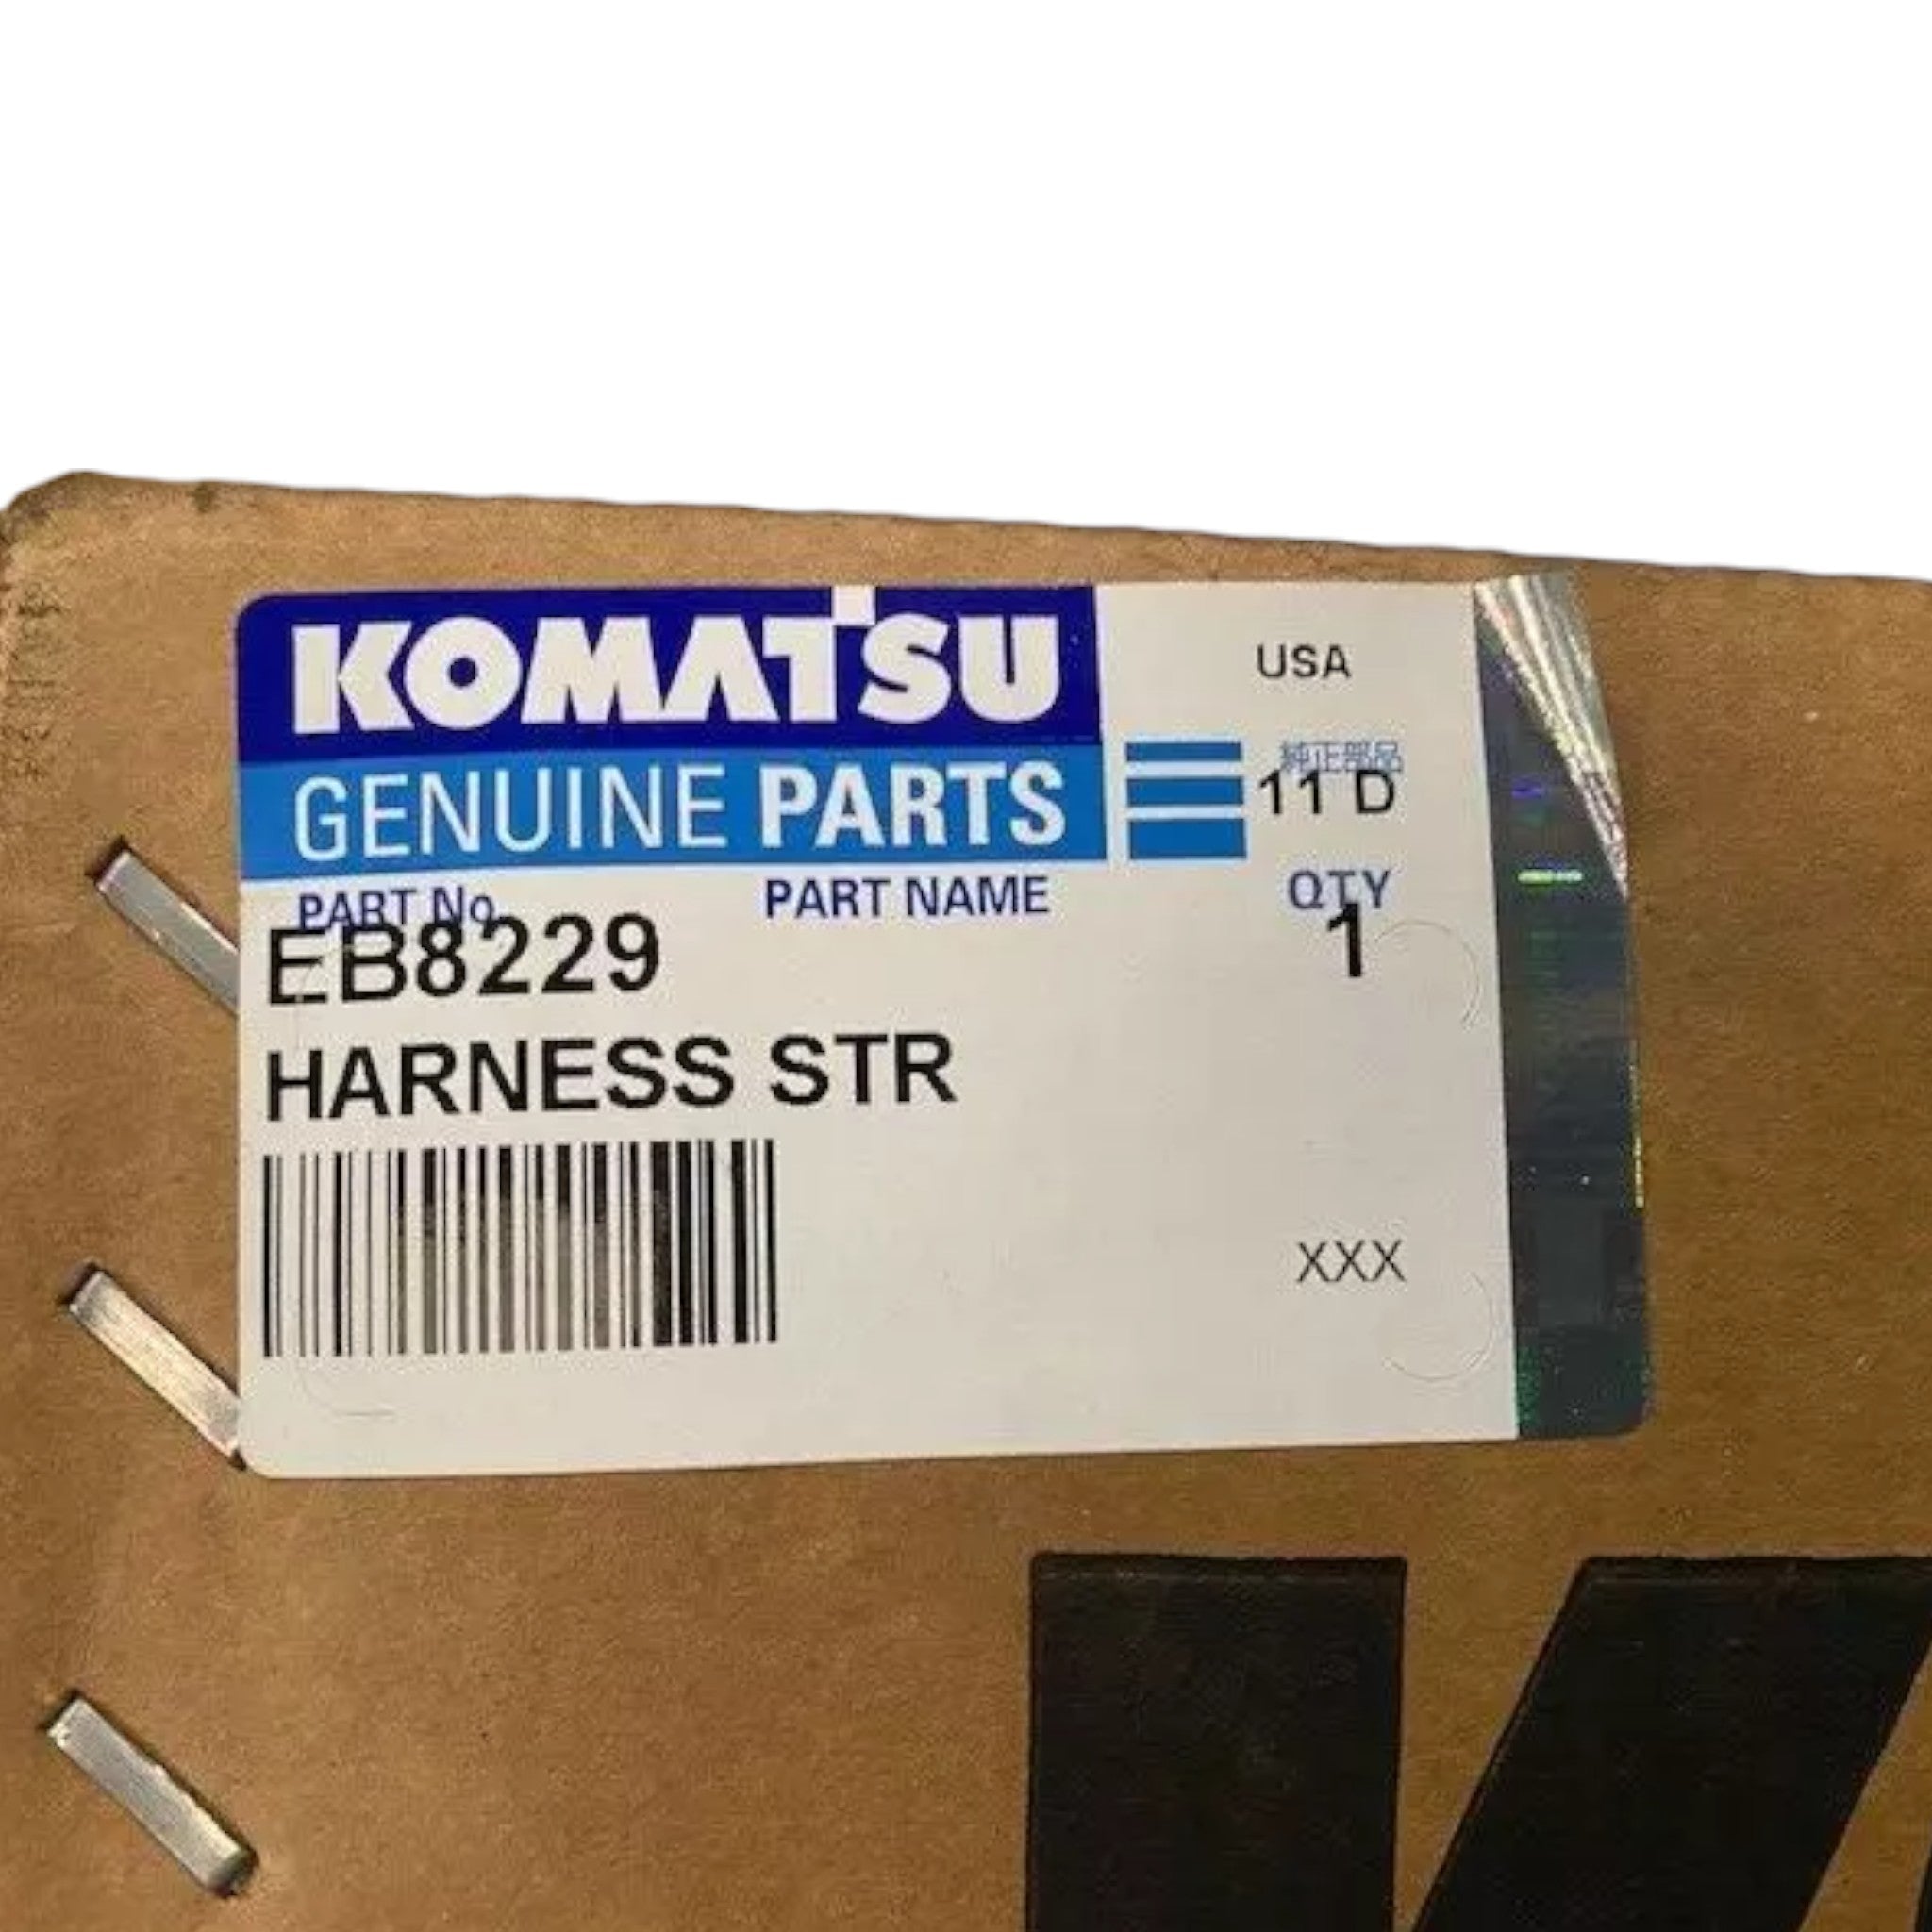 KOMATSU
USA
GENUINE PARTS
純正部品
11 D
PART No.
PART NAME
QTY
EB8229
1
HARNESS STR
XXX
K